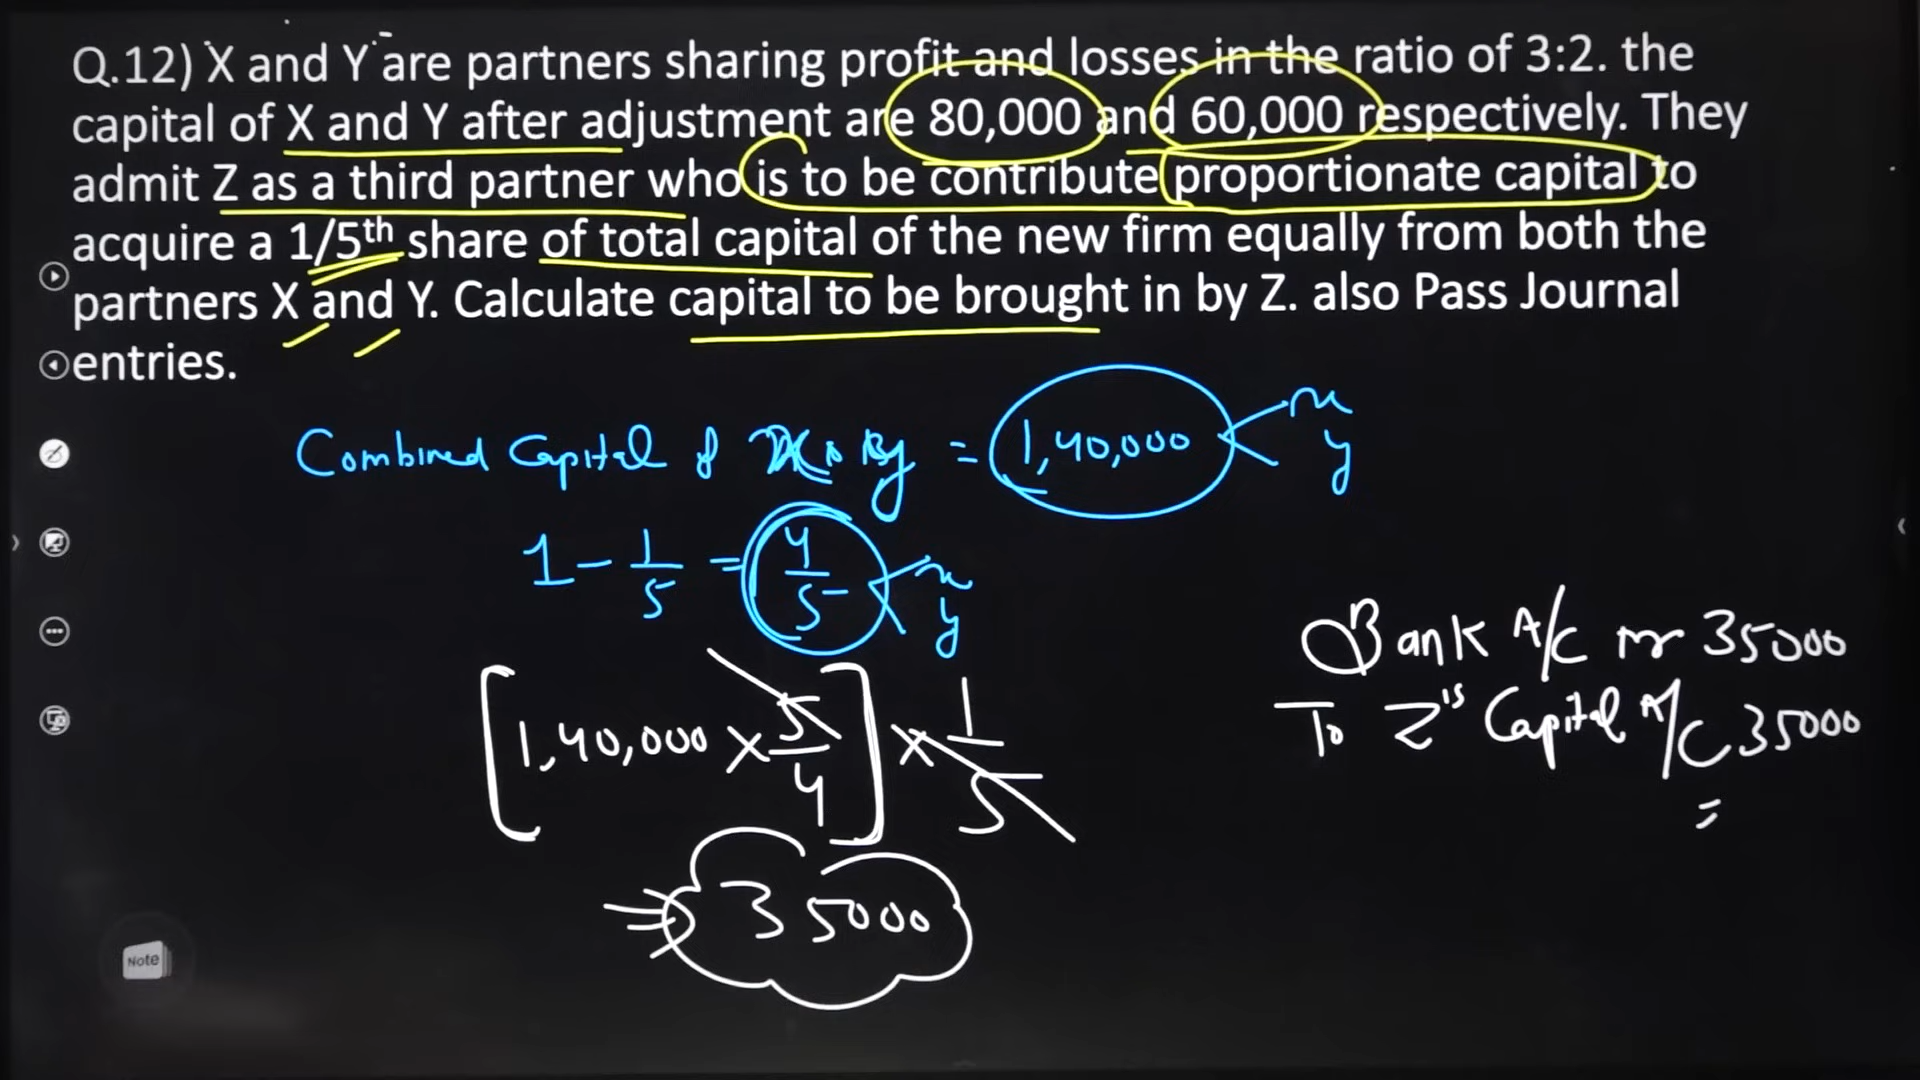 Q.12) X and Y are partners sharing profit and losses in the ratio of 3:2. the
capital of X and Y after adjustment are 80,000 and 60,000 respectively. They
admit Z as a third partner who is to be contribute proportionate capital to
acquire a 1/5th share of total capital of the new firm equally from both the
partners X and Y. Calculate capital to be brought in by Z. also Pass Journal
entries.
Combined Capital of X & y = 1,40,000 x y
1 - 1/5 = 4/5 x y
[1,40,000 × 5/4] × 1/5
35000
Bank A/C Dr 35000
To Z's Capital A/C 35000
Note